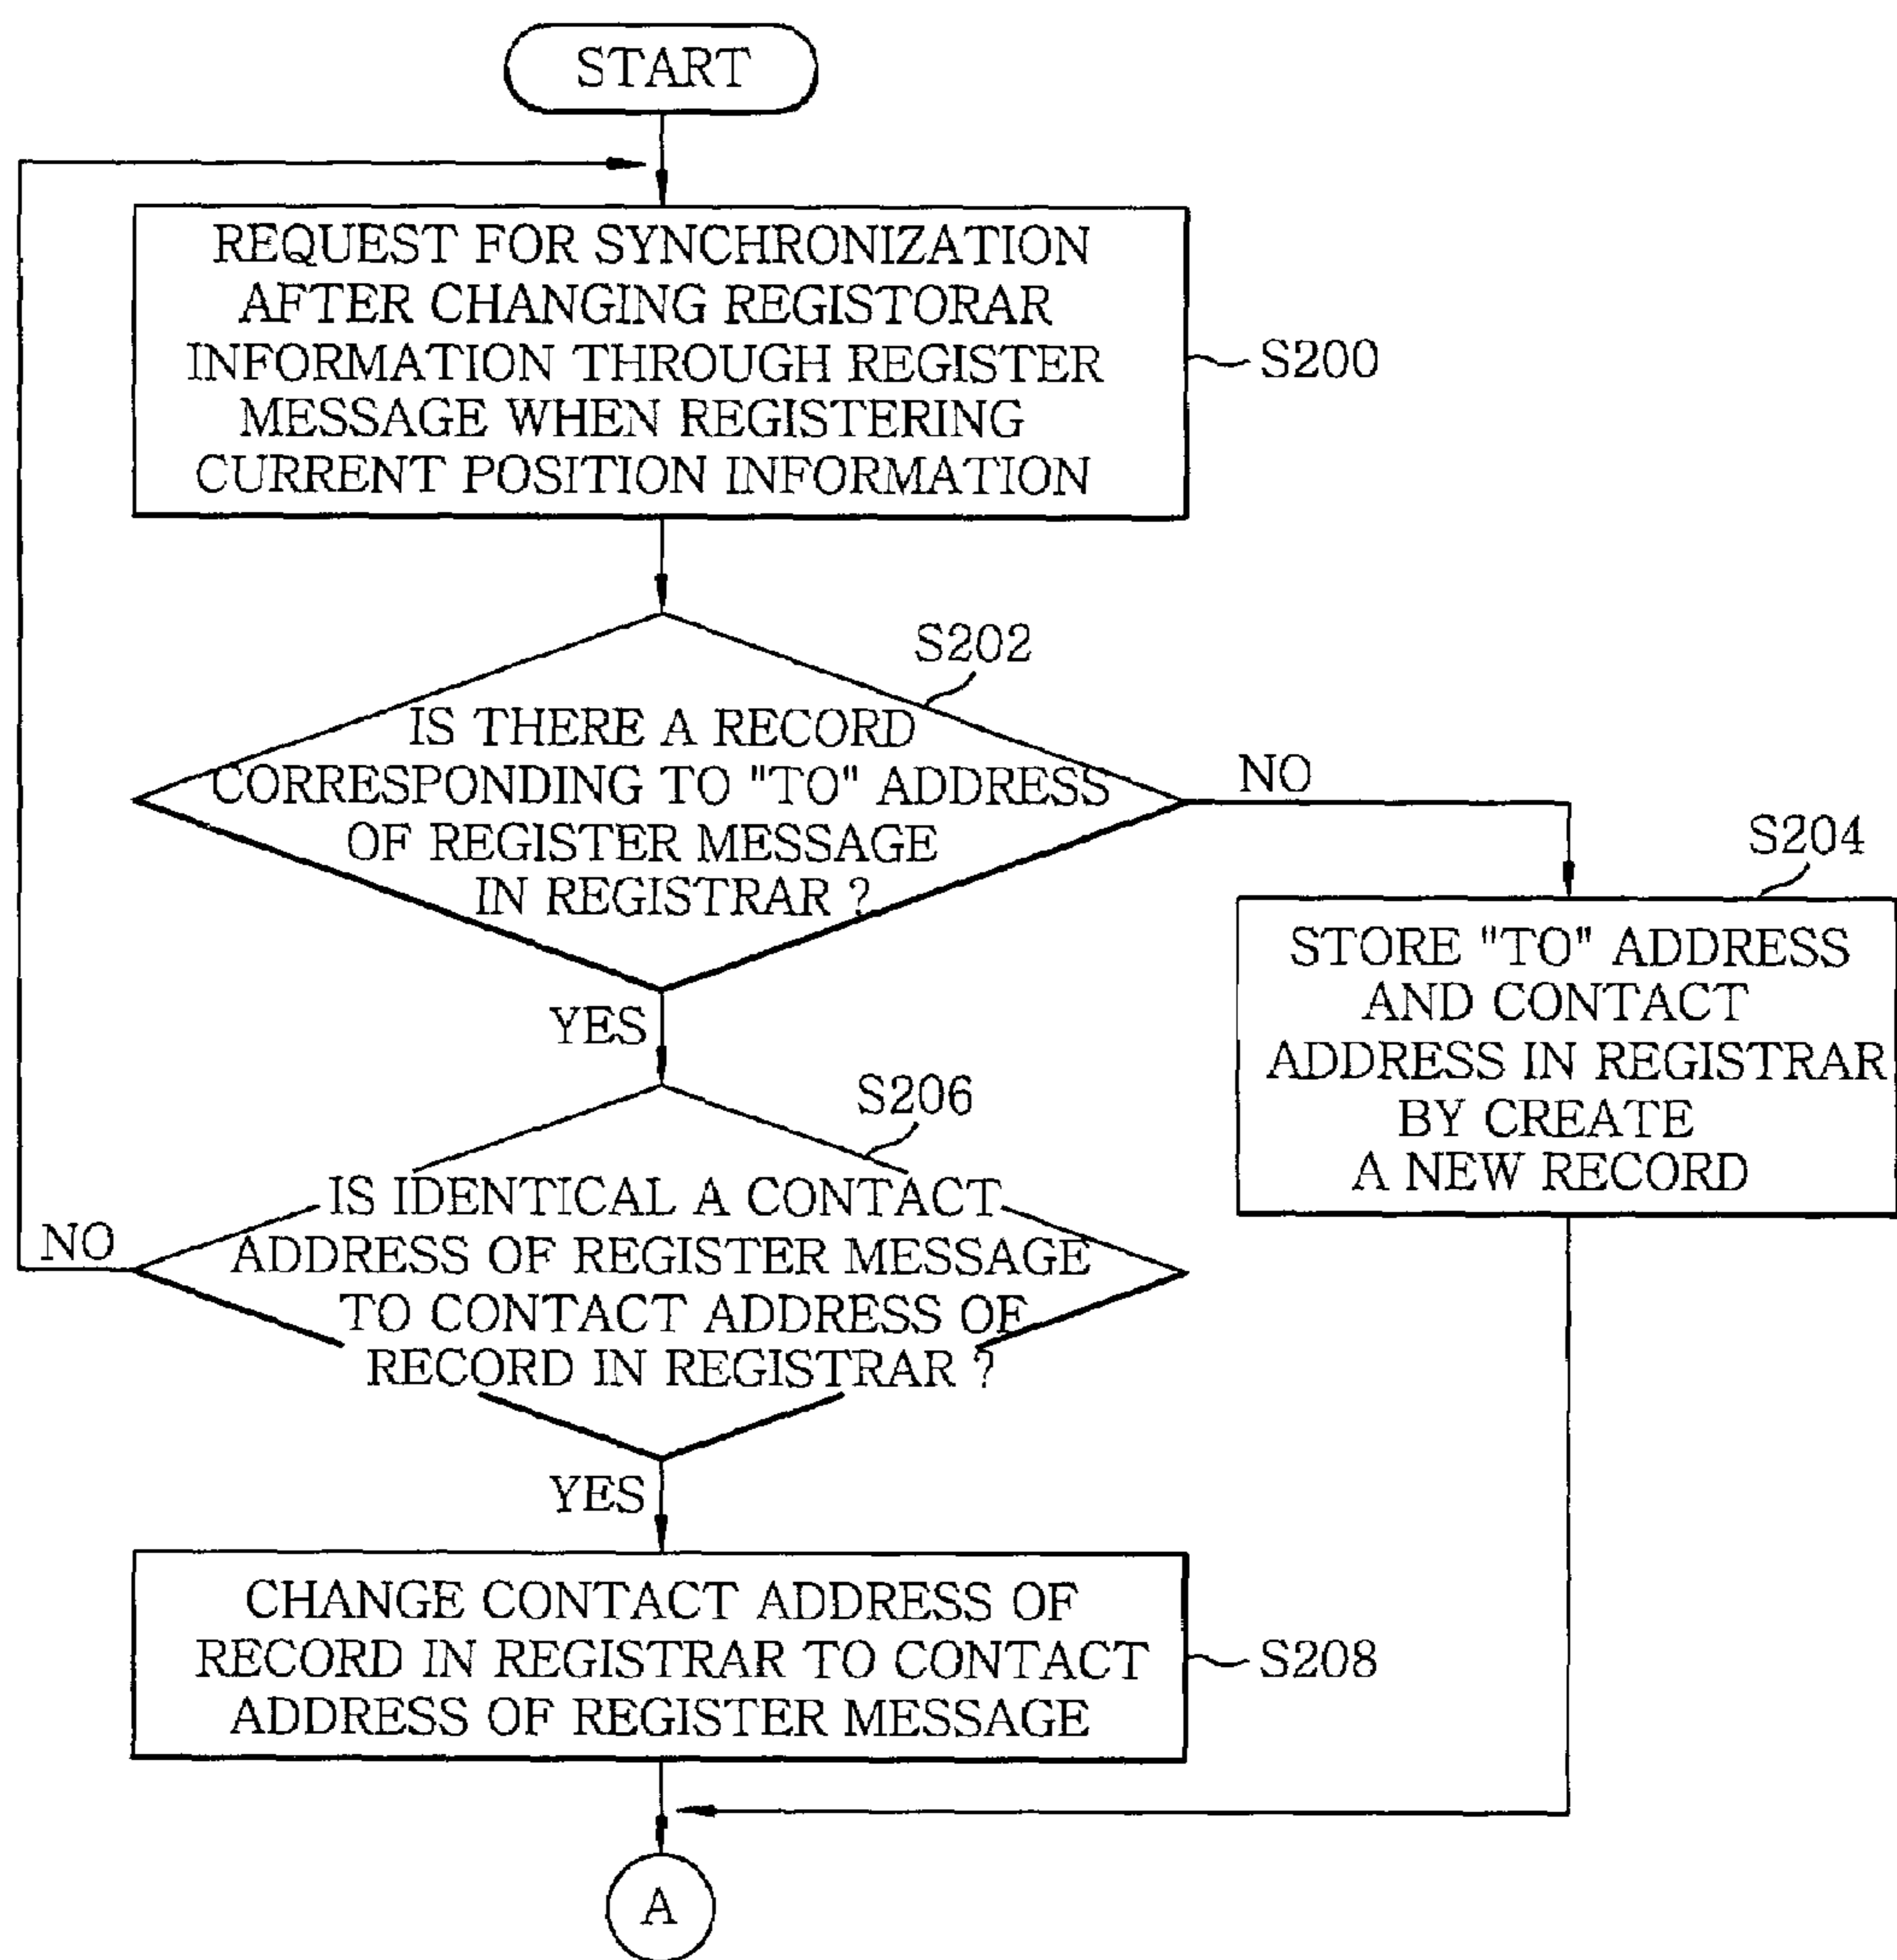 START
REQUEST FOR SYNCHRONIZATION
AFTER CHANGING REGISTORAR
INFORMATION THROUGH REGISTER
MESSAGE WHEN REGISTERING
CURRENT POSITION INFORMATION
S200
S202
IS THERE A RECORD
CORRESPONDING TO "TO" ADDRESS
OF REGISTER MESSAGE
IN REGISTRAR ?
NO
YES
S204
STORE "TO" ADDRESS
AND CONTACT
ADDRESS IN REGISTRAR
BY CREATE
A NEW RECORD
S206
IS IDENTICAL A CONTACT
ADDRESS OF REGISTER MESSAGE
TO CONTACT ADDRESS OF
RECORD IN REGISTRAR ?
NO
YES
CHANGE CONTACT ADDRESS OF
RECORD IN REGISTRAR TO CONTACT
ADDRESS OF REGISTER MESSAGE
S208
A